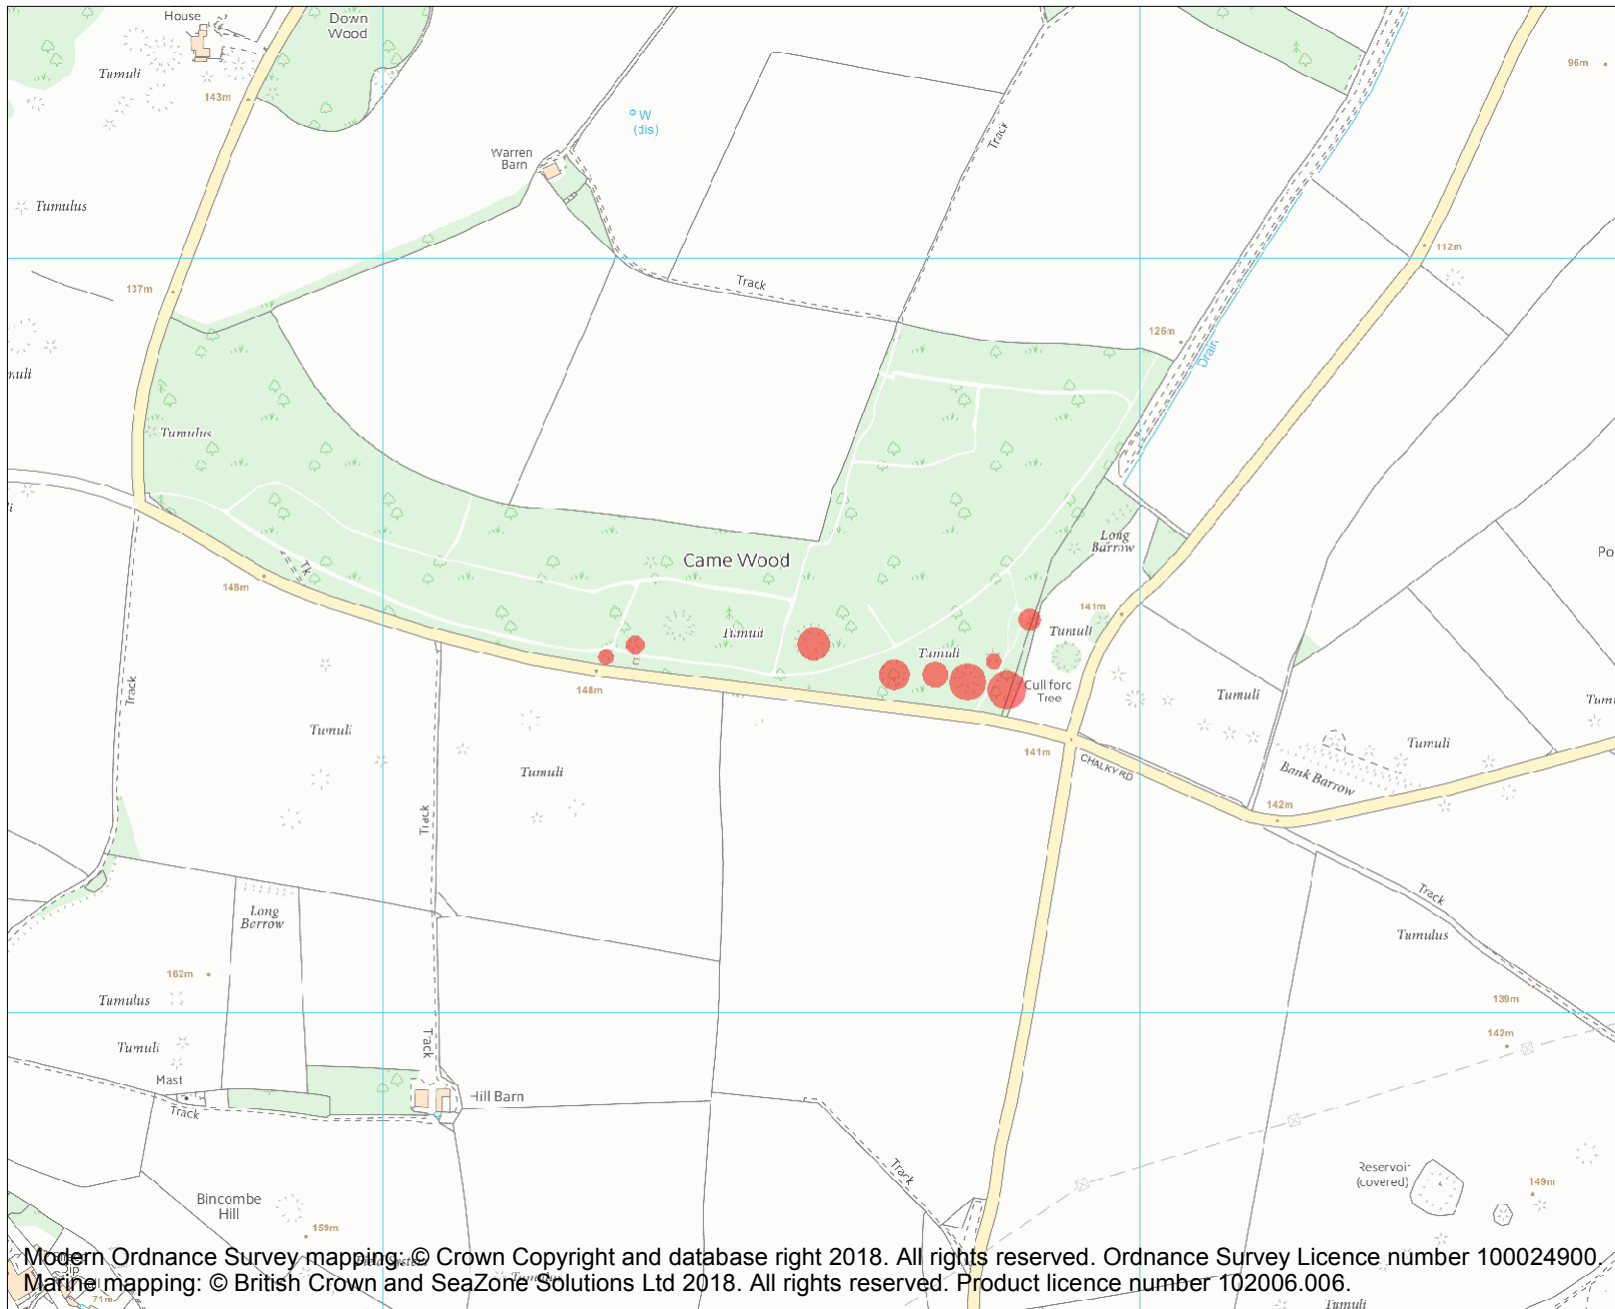 House
Down
Wood
Tumuli
143m
96m
W
(dis)
Warren
Barn
Track
Tumulus
112m
137m
Track
126m
Drain
Tumulus
Long
Barrow
Came Wood
Tk
148m
141m
Tumuli
Tumuli
Tumuli
Culliford
Tree
148m
Track
Tumuli
Tumuli
Tumuli
141m
CHALKY RD
Tumuli
Bank Barrow
142m
Track
Track
Long
Barrow
Tumulus
162m
Tumulus
139m
142m
Tumuli
Track
Mast
Track
Hill Barn
Track
Reservoir
(covered)
149m
Bincombe
Hill
159m
Modern Ordnance Survey mapping: © Crown Copyright and database right 2018. All rights reserved. Ordnance Survey Licence number 100024900.
Marine mapping: © British Crown and SeaZone Solutions Ltd 2018. All rights reserved. Product licence number 102006.006.
71m
Tumulus
Tumuli